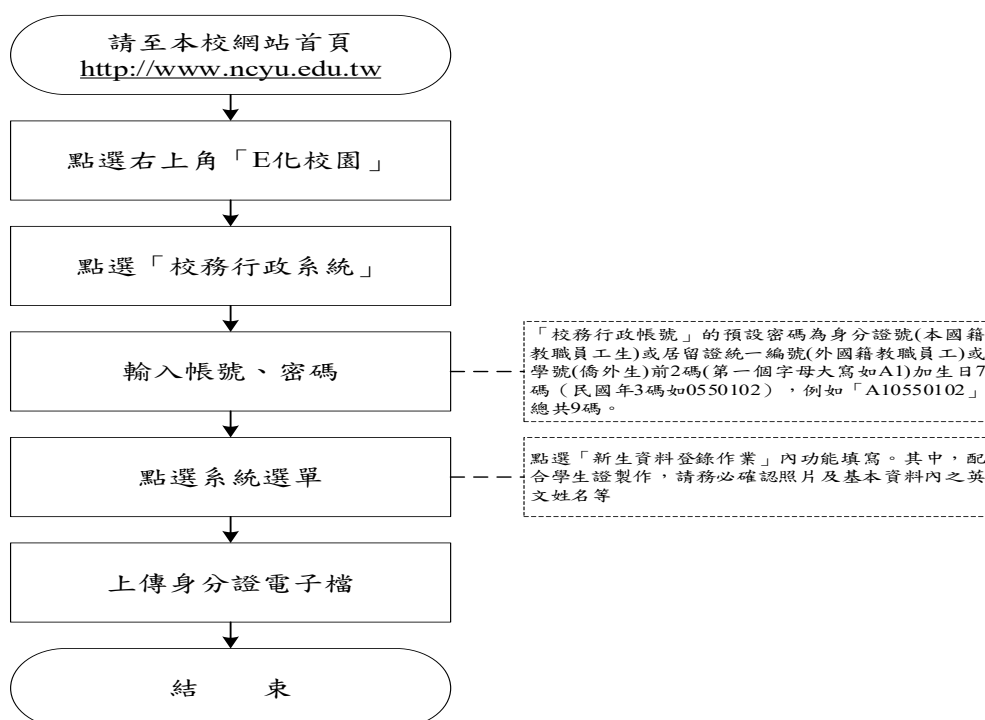 請至本校網站首頁
http://www.ncyu.edu.tw
點選右上角「E化校園」
點選「校務行政系統」
輸入帳號、密碼
「校務行政帳號」的預設密碼為身分證號(本國籍
教職員工生)或居留證統一編號(外國籍教職員工)或
學號(僑外生)前2碼(第一個字母大寫如A1)加生日7
碼（民國年3碼如0550102），例如「A10550102」
總共9碼。
點選系統選單
點選「新生資料登錄作業」內功能填寫。其中，配
合學生證製作，請務必確認照片及基本資料內之英
文姓名等
上傳身分證電子檔
結 束